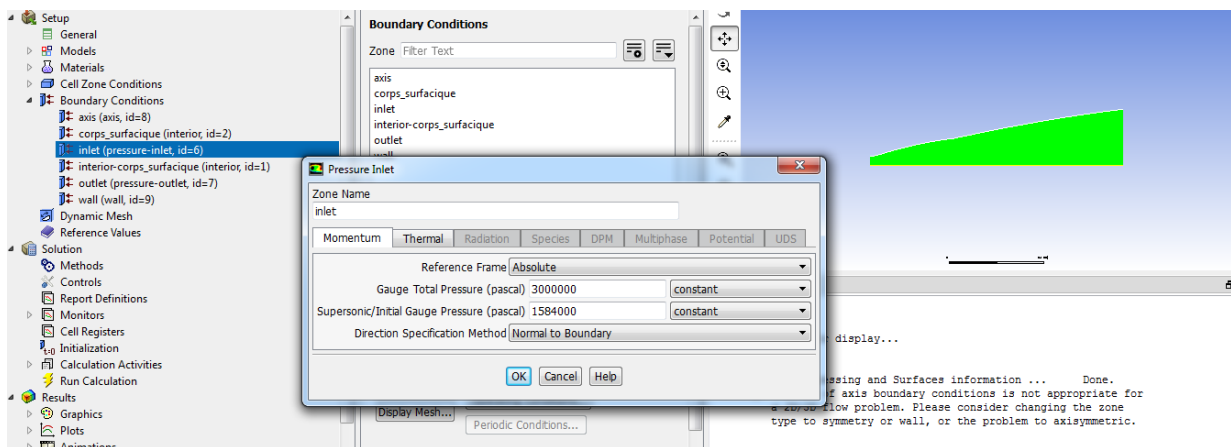 Setup
General
Models
Materials
Cell Zone Conditions
Boundary Conditions
axis (axis, id=8)
corps_surfacique (interior, id=2)
inlet (pressure-inlet, id=6)
interior-corps_surfacique (interior, id=1)
outlet (pressure-outlet, id=7)
wall (wall, id=9)
Dynamic Mesh
Reference Values
Solution
Methods
Controls
Report Definitions
Monitors
Cell Registers
t=0 Initialization
Calculation Activities
Run Calculation
Results
Graphics
Plots
Animations
Boundary Conditions
Zone Filter Text
axis
corps_surfacique
inlet
interior-corps_surfacique
outlet
wall
Pressure Inlet
Zone Name
inlet
Momentum Thermal Radiation Species DPM Multiphase Potential UDS
Reference Frame Absolute
Gauge Total Pressure (pascal) 3000000 constant
Supersonic/Initial Gauge Pressure (pascal) 1584000 constant
Direction Specification Method Normal to Boundary
OK Cancel Help
Display Mesh...
Periodic Conditions...
display...
essing and Surfaces information ... Done.
of axis boundary conditions is not appropriate for
a 2D/3D flow problem. Please consider changing the zone
type to symmetry or wall, or the problem to axisymmetric.